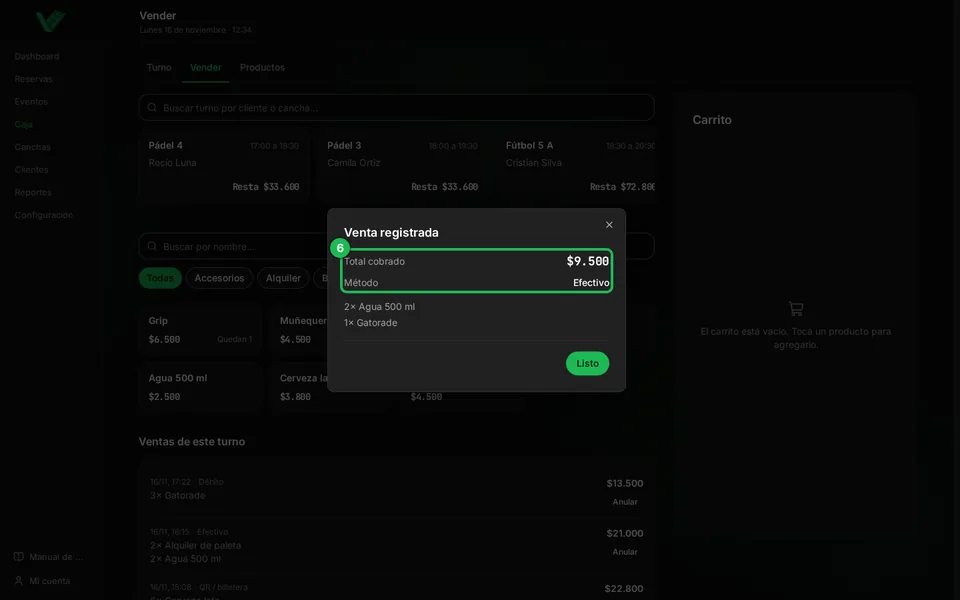 Vender
Lunes 16 de noviembre · 12:34
Dashboard
Reservas
Eventos
Caja
Canchas
Clientes
Reportes
Configuración
Manual de ...
Mi cuenta
Turno
Vender
Productos
Buscar turno por cliente o cancha...
Pádel 4 17:00 a 18:30
Rocío Luna
Resta $33.600
Pádel 3 18:00 a 19:30
Camila Ortiz
Resta $33.600
Fútbol 5 A 18:30 a 20:30
Cristian Silva
Resta $72.800
Buscar por nombre...
Todas
Accesorios
Alquiler
B
Grip
$6.500 Quedan 1
Muñequer
$4.500
Agua 500 ml
$2.500
Cerveza la
$3.800
$4.500
Ventas de este turno
16/11, 17:22 · Débito
3× Gatorade
$13.500
Anular
16/11, 16:15 · Efectivo
2× Alquiler de paleta
2× Agua 500 ml
$21.000
Anular
16/11, 15:08 · QR / billetera
$22.800
Carrito
El carrito está vacío. Tocá un producto para
agregarlo.
Venta registrada
6
Total cobrado $9.500
Método Efectivo
2× Agua 500 ml
1× Gatorade
Listo